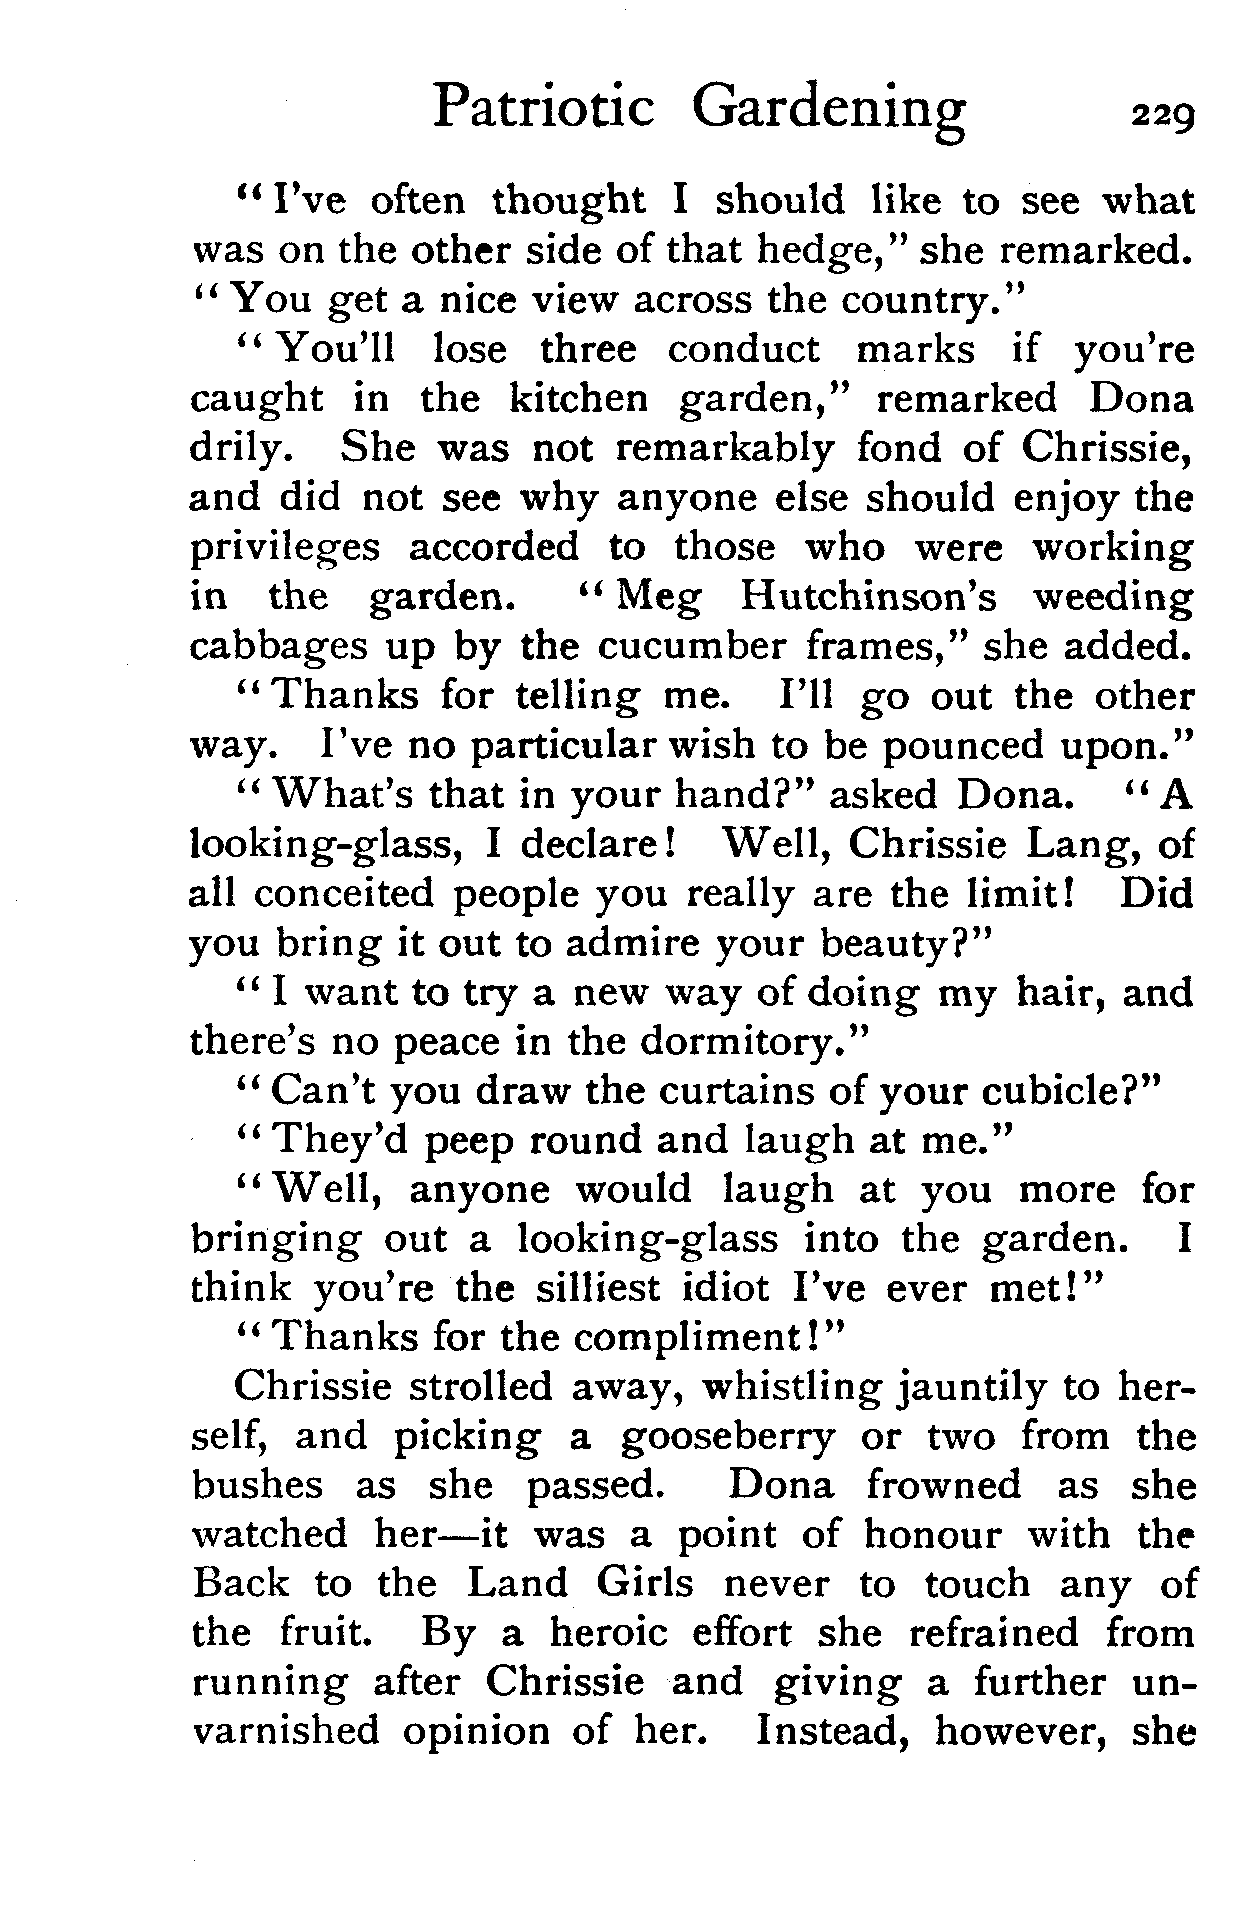 Patriotic Gardening 229
"I've often thought I should like to see what
was on the other side of that hedge," she remarked.
"You get a nice view across the country."
"You'll lose three conduct marks if you're
caught in the kitchen garden," remarked Dona
drily. She was not remarkably fond of Chrissie,
and did not see why anyone else should enjoy the
privileges accorded to those who were working
in the garden. "Meg Hutchinson's weeding
cabbages up by the cucumber frames," she added.
"Thanks for telling me. I'll go out the other
way. I've no particular wish to be pounced upon."
"What's that in your hand?" asked Dona. "A
looking-glass, I declare! Well, Chrissie Lang, of
all conceited people you really are the limit! Did
you bring it out to admire your beauty?"
"I want to try a new way of doing my hair, and
there's no peace in the dormitory."
"Can't you draw the curtains of your cubicle?"
"They'd peep round and laugh at me."
"Well, anyone would laugh at you more for
bringing out a looking-glass into the garden. I
think you're the silliest idiot I've ever met!"
"Thanks for the compliment!"
Chrissie strolled away, whistling jauntily to her-
self, and picking a gooseberry or two from the
bushes as she passed. Dona frowned as she
watched her—it was a point of honour with the
Back to the Land Girls never to touch any of
the fruit. By a heroic effort she refrained from
running after Chrissie and giving a further un-
varnished opinion of her. Instead, however, she